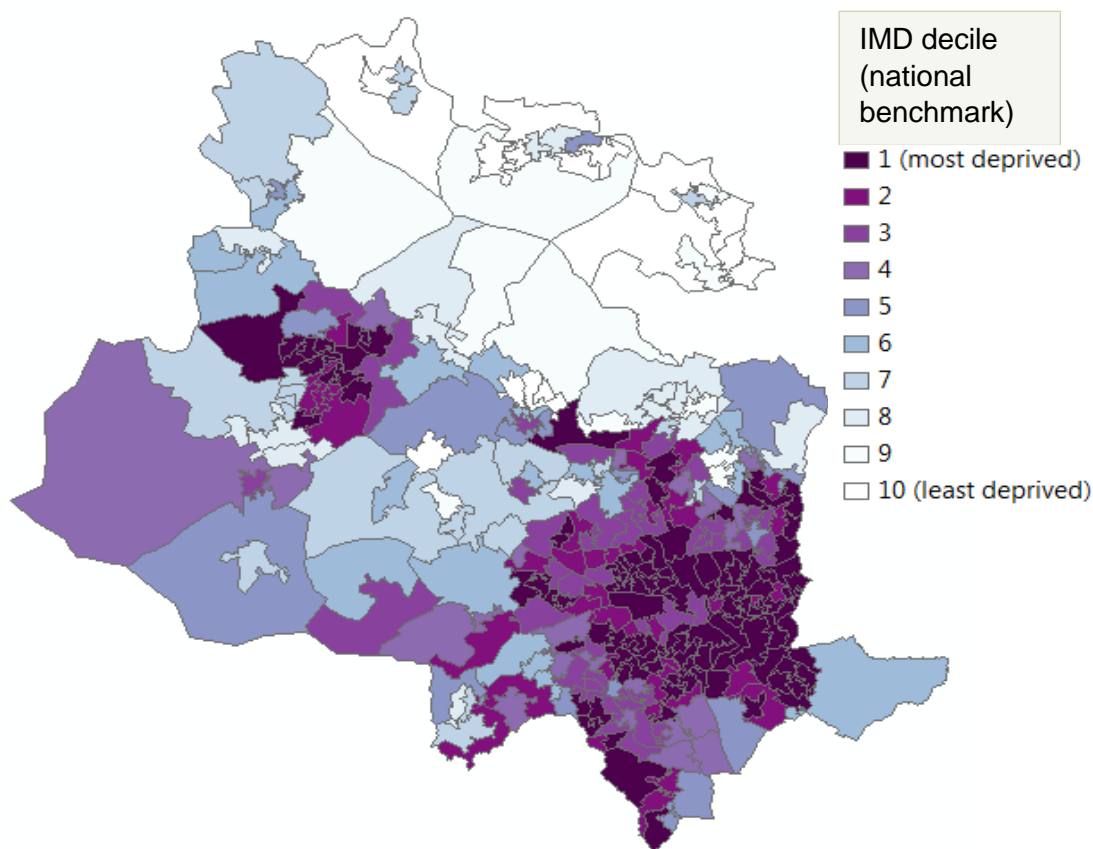 IMD decile
(national
benchmark)
1 (most deprived)
2
3
4
5
6
7
8
9
10 (least deprived)